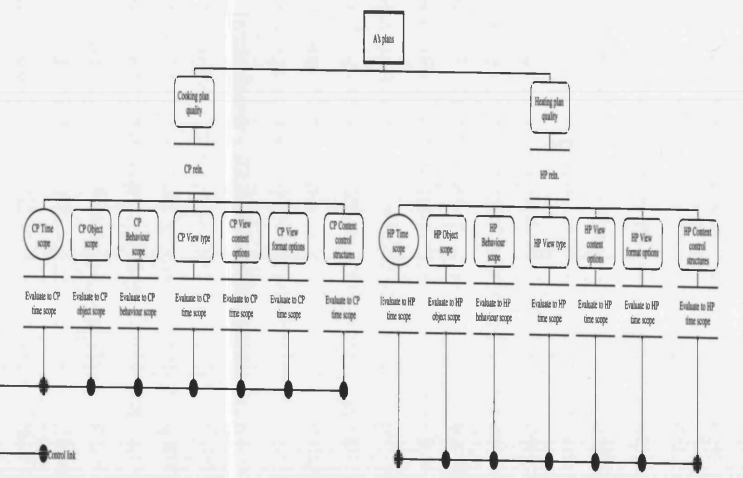 A's plans
Cooking plan
quality
Heating plan
quality
CP reln.
HP reln.
CP Time
scope
CP Object
scope
CP
Behaviour
scope
CP View type
CP View
content
options
CP View
format options
CP Content
control
structures
HP Time
scope
HP Object
scope
HP
Behaviour
scope
HP View type
HP View
content
options
HP View
format options
HP Content
control
structures
Evaluate to CP
time scope
Evaluate to CP
object scope
Evaluate to CP
behaviour scope
Evaluate to CP
time scope
Evaluate to CP
time scope
Evaluate to CP
time scope
Evaluate to CP
time scope
Evaluate to HP
time scope
Evaluate to HP
object scope
Evaluate to HP
behaviour scope
Evaluate to HP
time scope
Evaluate to HP
time scope
Evaluate to HP
time scope
Evaluate to HP
time scope
Control link